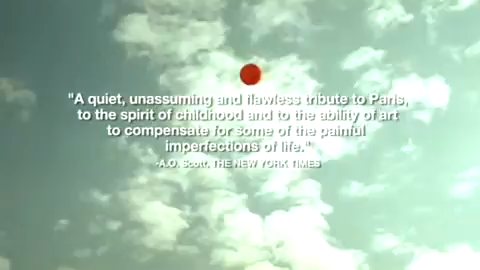 "A quiet, unassuming and flawless tribute to Paris,
to the spirit of childhood and to the ability of art
to compensate for some of the painful
imperfections of life."
-A.O. Scott, THE NEW YORK TIMES